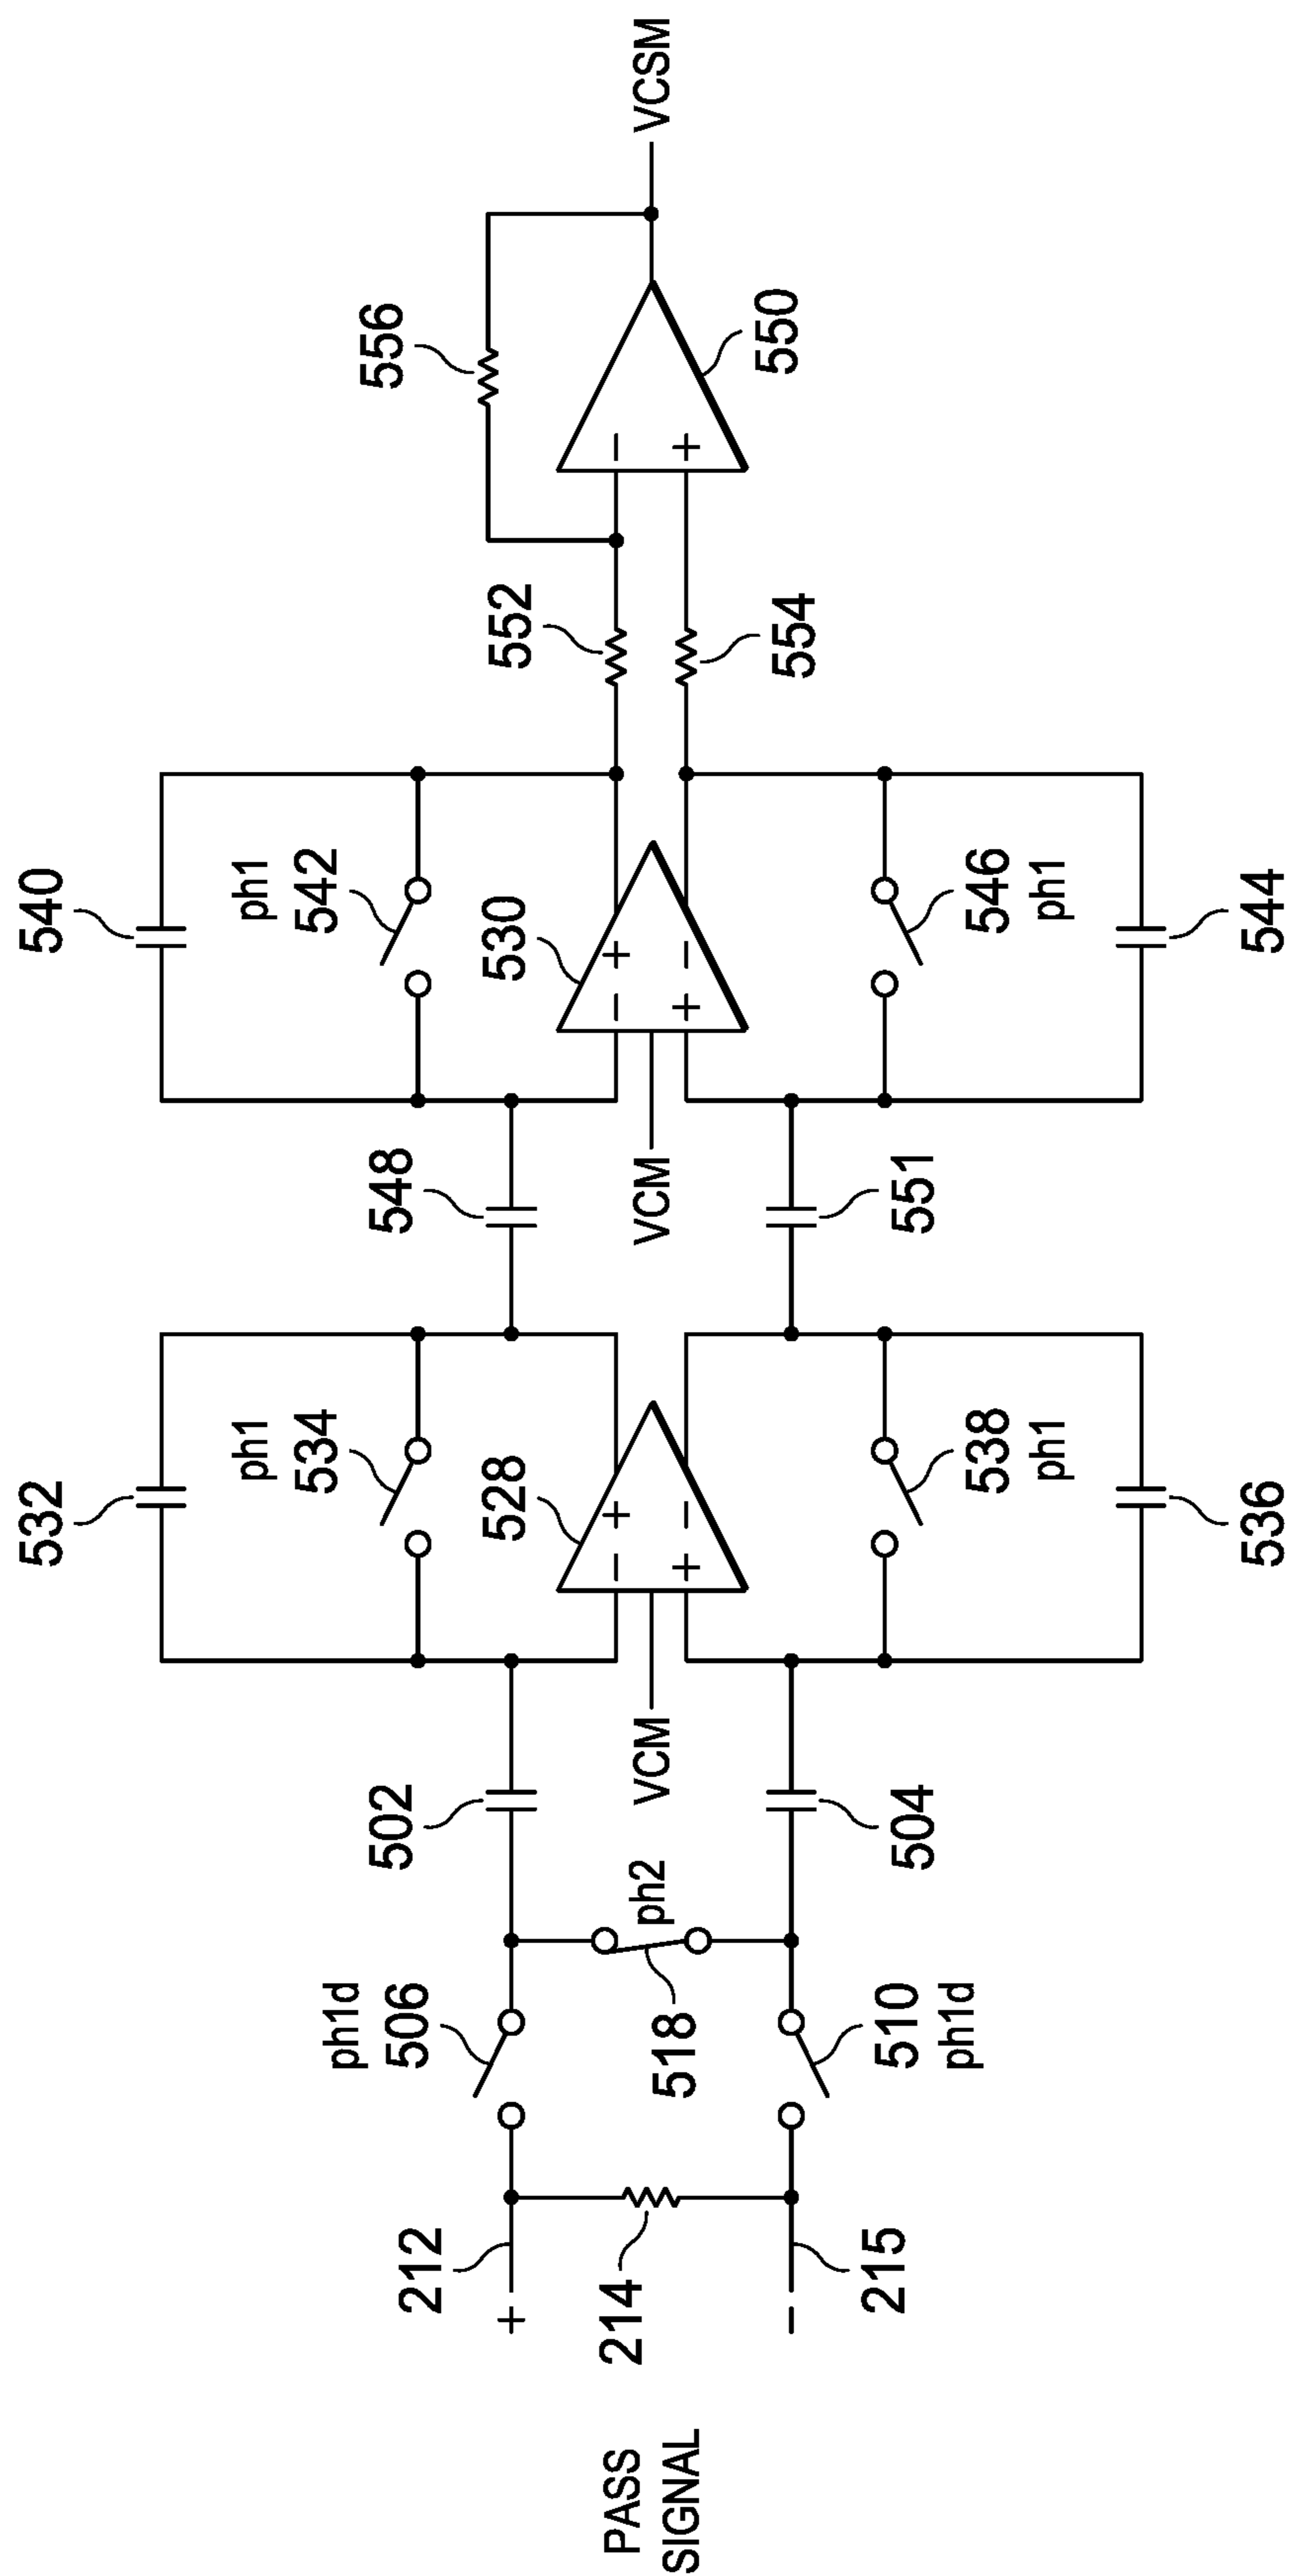 PASS
SIGNAL
+
212
214
215
−
ph1d
506
518
ph2
510
ph1d
502
504
532
ph1
534
528
− +
VCM
+ −
538
ph1
536
548
551
540
ph1
542
530
− +
VCM
+ −
546
ph1
544
552
554
556
−
+
550
VCSM